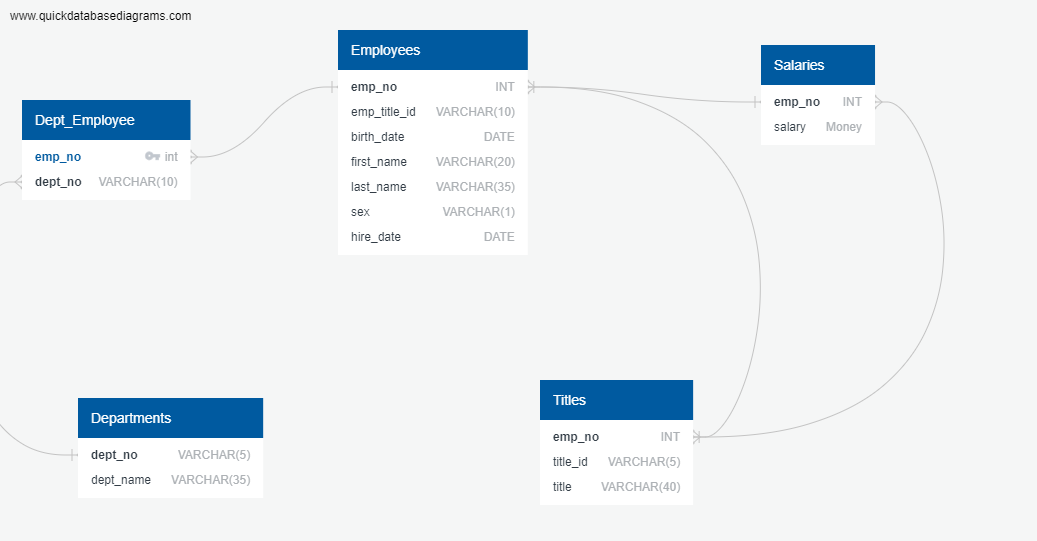 www.quickdatabasediagrams.com
Employees
emp_no INT
emp_title_id VARCHAR(10)
birth_date DATE
first_name VARCHAR(20)
last_name VARCHAR(35)
sex VARCHAR(1)
hire_date DATE
Salaries
emp_no INT
salary Money
Dept_Employee
emp_no int
dept_no VARCHAR(10)
Departments
dept_no VARCHAR(5)
dept_name VARCHAR(35)
Titles
emp_no INT
title_id VARCHAR(5)
title VARCHAR(40)